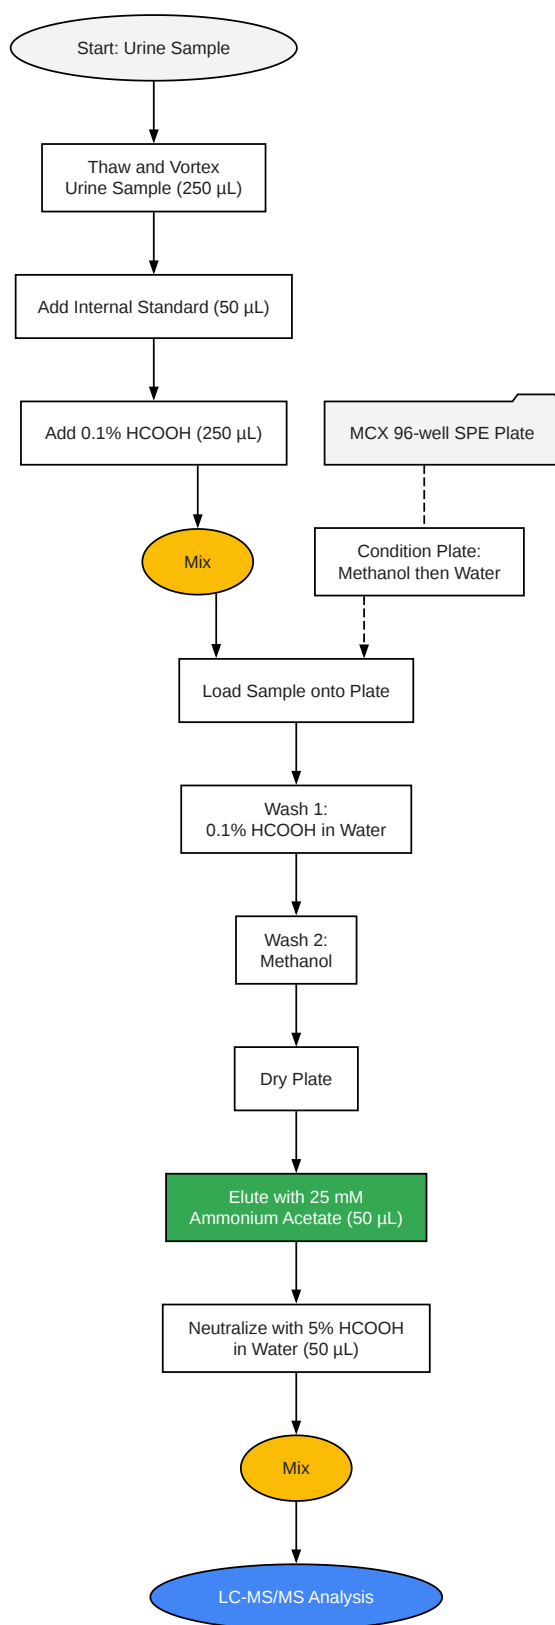 Start: Urine Sample
Thaw and Vortex
Urine Sample (250 µL)
Add Internal Standard (50 µL)
Add 0.1% HCOOH (250 µL)
MCX 96-well SPE Plate
Mix
Condition Plate:
Methanol then Water
Load Sample onto Plate
Wash 1:
0.1% HCOOH in Water
Wash 2:
Methanol
Dry Plate
Elute with 25 mM
Ammonium Acetate (50 µL)
Neutralize with 5% HCOOH
in Water (50 µL)
Mix
LC-MS/MS Analysis